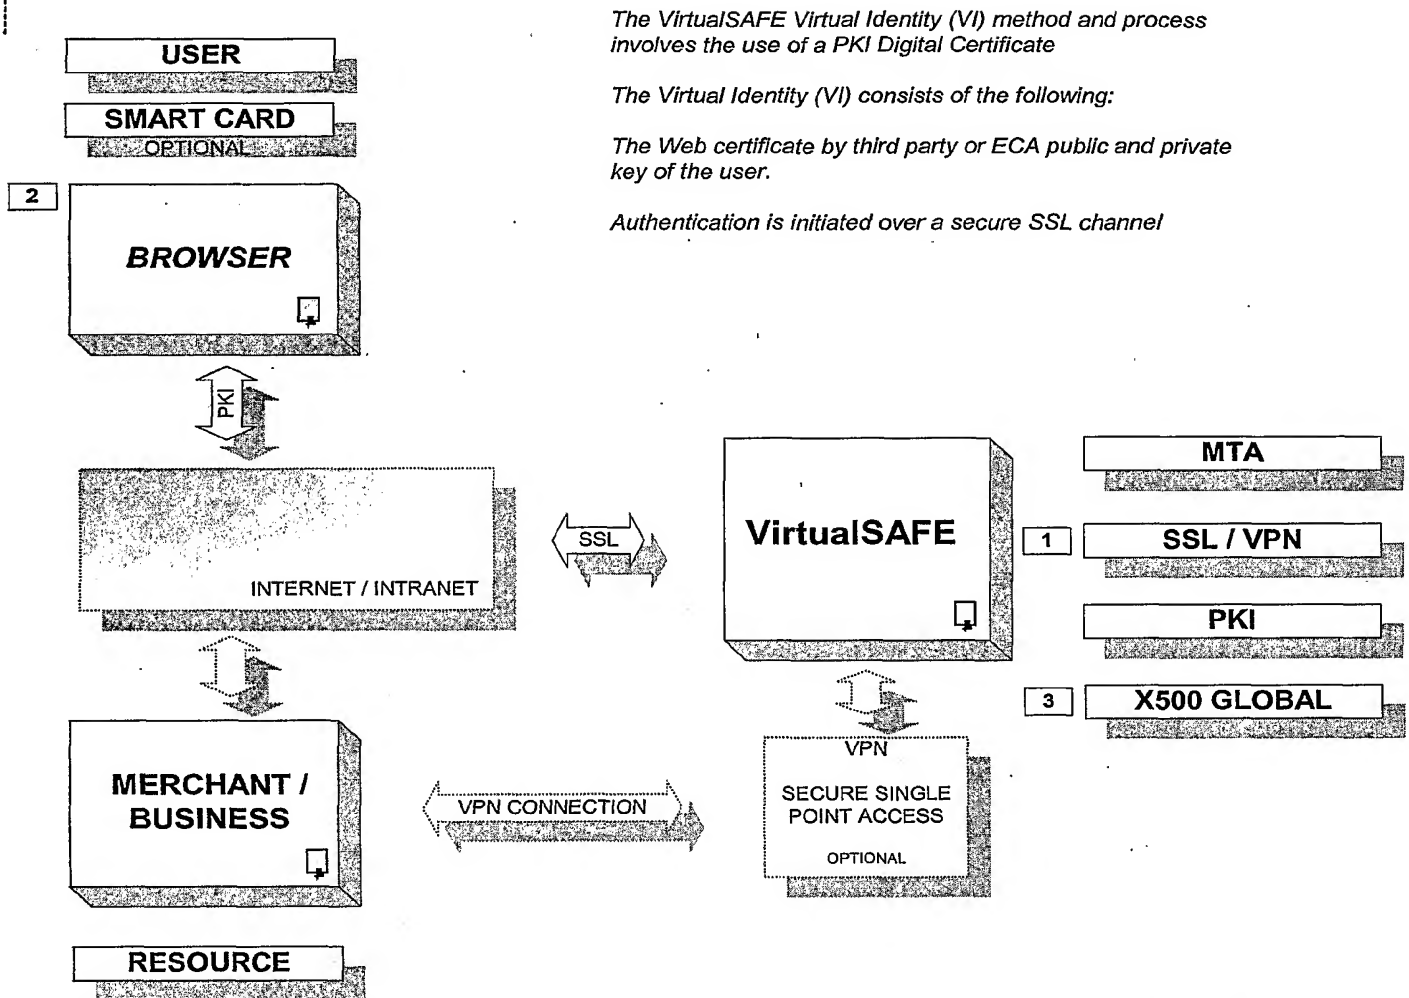 The VirtualSAFE Virtual Identity (VI) method and process
involves the use of a PKI Digital Certificate
The Virtual Identity (VI) consists of the following:
The Web certificate by third party or ECA public and private
key of the user.
Authentication is initiated over a secure SSL channel
USER
SMART CARD
OPTIONAL
2
BROWSER
PKI
INTERNET / INTRANET
SSL
VirtualSAFE
MTA
1
SSL / VPN
PKI
3
X500 GLOBAL
MERCHANT /
BUSINESS
VPN CONNECTION
VPN
SECURE SINGLE
POINT ACCESS
OPTIONAL
RESOURCE